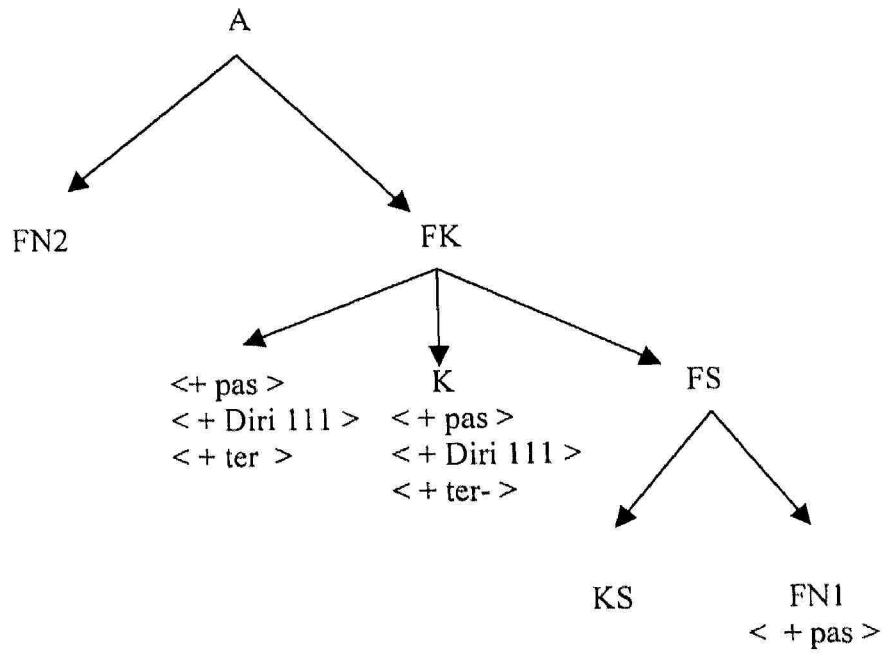 A
FN2
FK
<+ pas >
< + Diri 111 >
< + ter >
K
< + pas >
< + Diri 111 >
< + ter- >
FS
KS
FN1
< + pas >